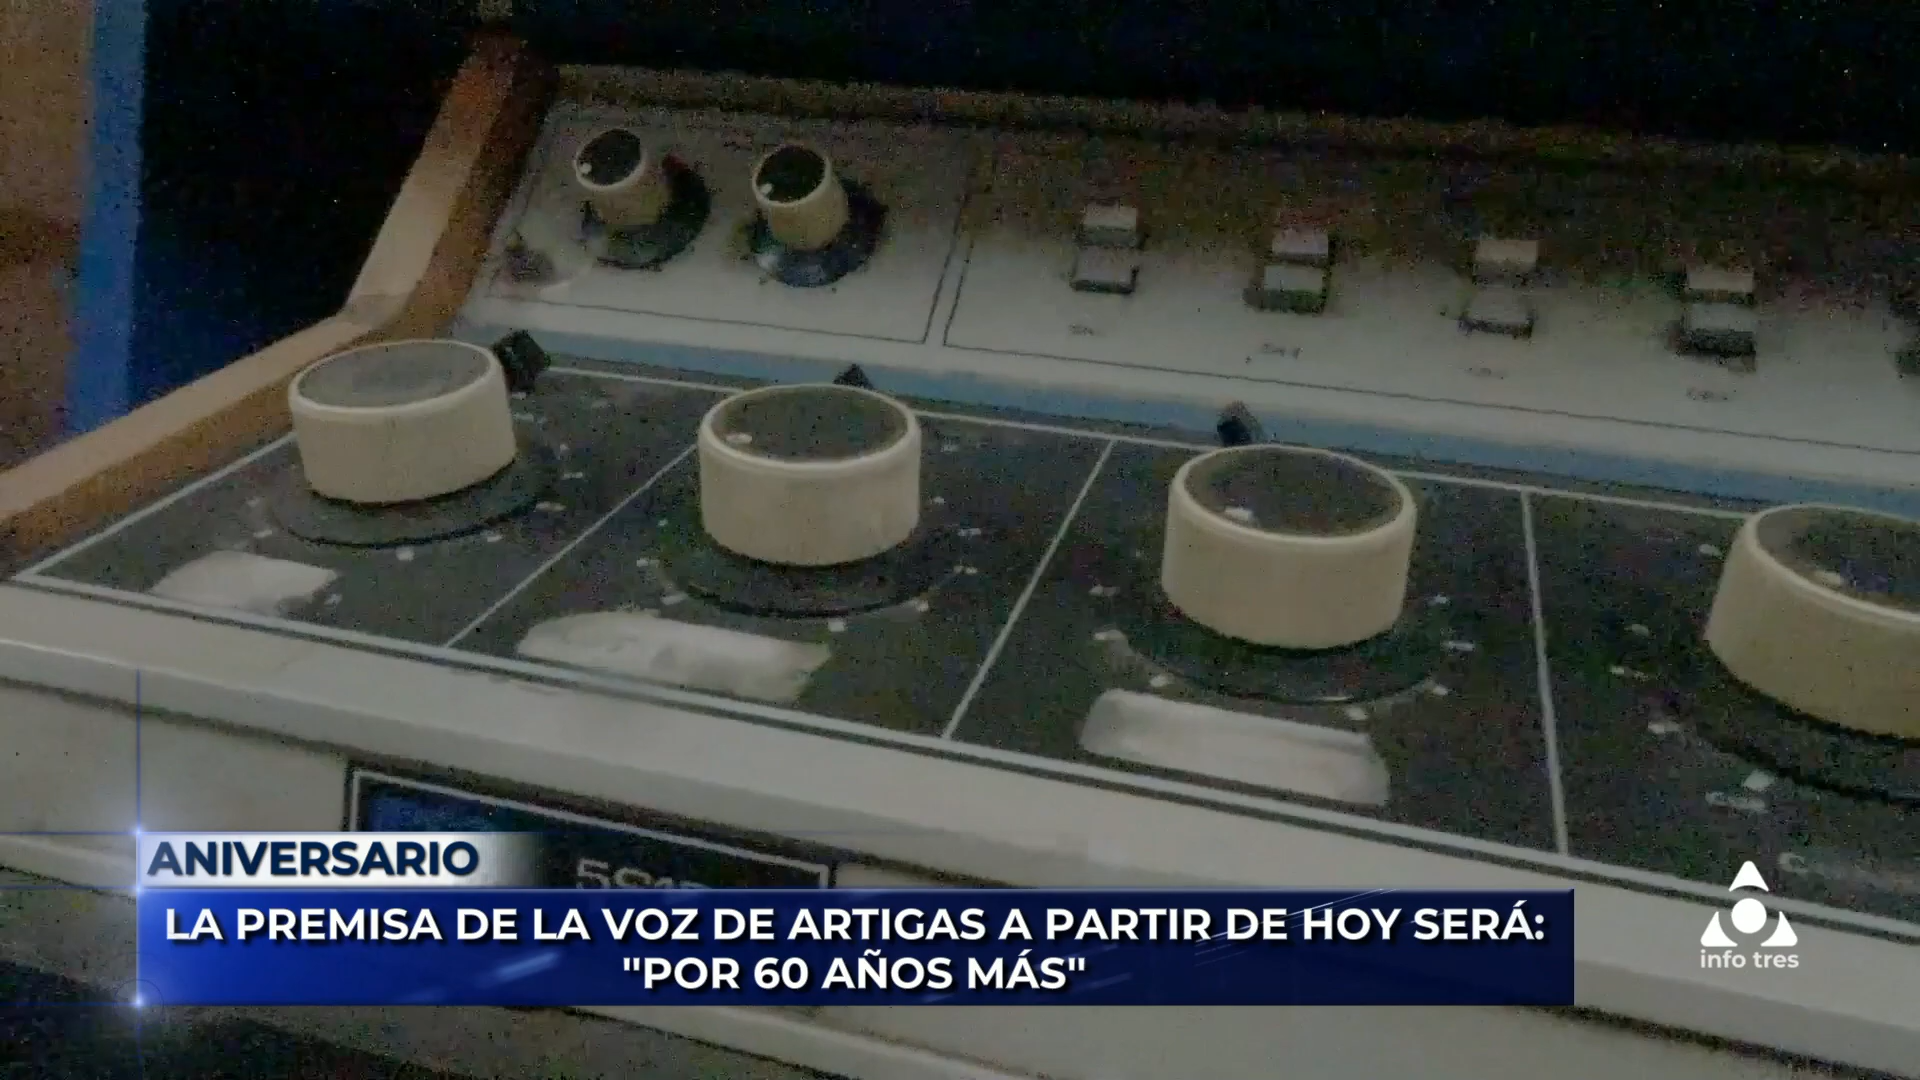 ANIVERSARIO
LA PREMISA DE LA VOZ DE ARTIGAS A PARTIR DE HOY SERÁ:
"POR 60 AÑOS MÁS"
info tres